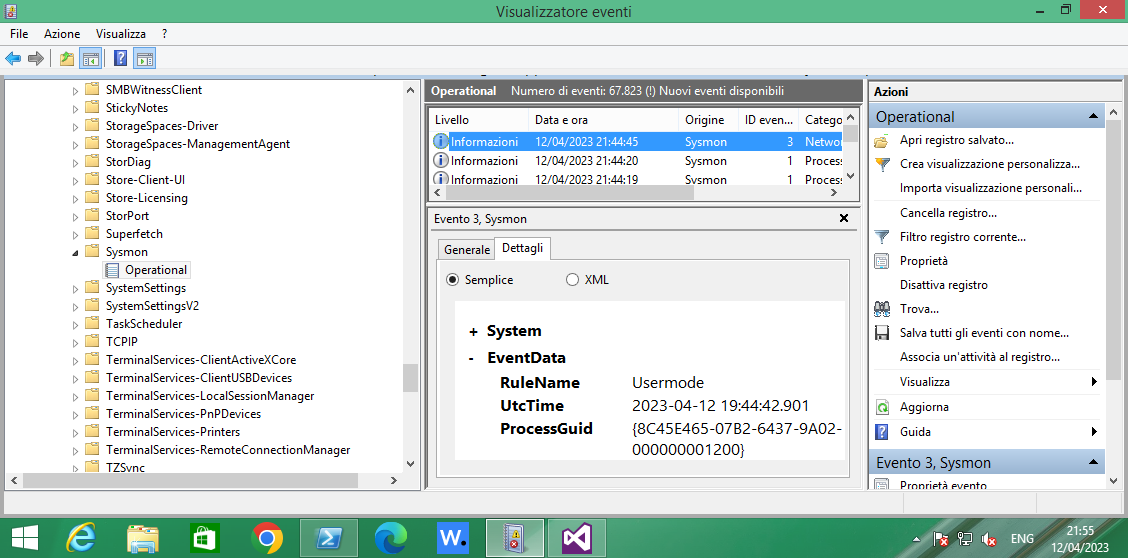 Visualizzatore eventi
File Azione Visualizza ?
SMBWitnessClient
StickyNotes
StorageSpaces-Driver
StorageSpaces-ManagementAgent
StorDiag
Store-Client-UI
Store-Licensing
StorPort
Superfetch
Sysmon
Operational
SystemSettings
SystemSettingsV2
TaskScheduler
TCPIP
TerminalServices-ClientActiveXCore
TerminalServices-ClientUSBDevices
TerminalServices-LocalSessionManager
TerminalServices-PnPDevices
TerminalServices-Printers
TerminalServices-RemoteConnectionManager
TZSync
Operational Numero di eventi: 67.823 (!) Nuovi eventi disponibili
Livello Data e ora Origine ID even... Catego
Informazioni 12/04/2023 21:44:45 Sysmon 3 Networ
Informazioni 12/04/2023 21:44:20 Sysmon 1 Process
Informazioni 12/04/2023 21:44:19 Sysmon 1 Process
Evento 3, Sysmon
Generale Dettagli
Semplice XML
+ System
- EventData
RuleName Usermode
UtcTime 2023-04-12 19:44:42.901
ProcessGuid {8C45E465-07B2-6437-9A02-
000000001200}
Azioni
Operational
Apri registro salvato...
Crea visualizzazione personalizza...
Importa visualizzazione personali...
Cancella registro...
Filtro registro corrente...
Proprietà
Disattiva registro
Trova...
Salva tutti gli eventi con nome...
Associa un'attività al registro...
Visualizza
Aggiorna
Guida
Evento 3, Sysmon
Proprietà evento
W.
ENG
21:55
12/04/2023